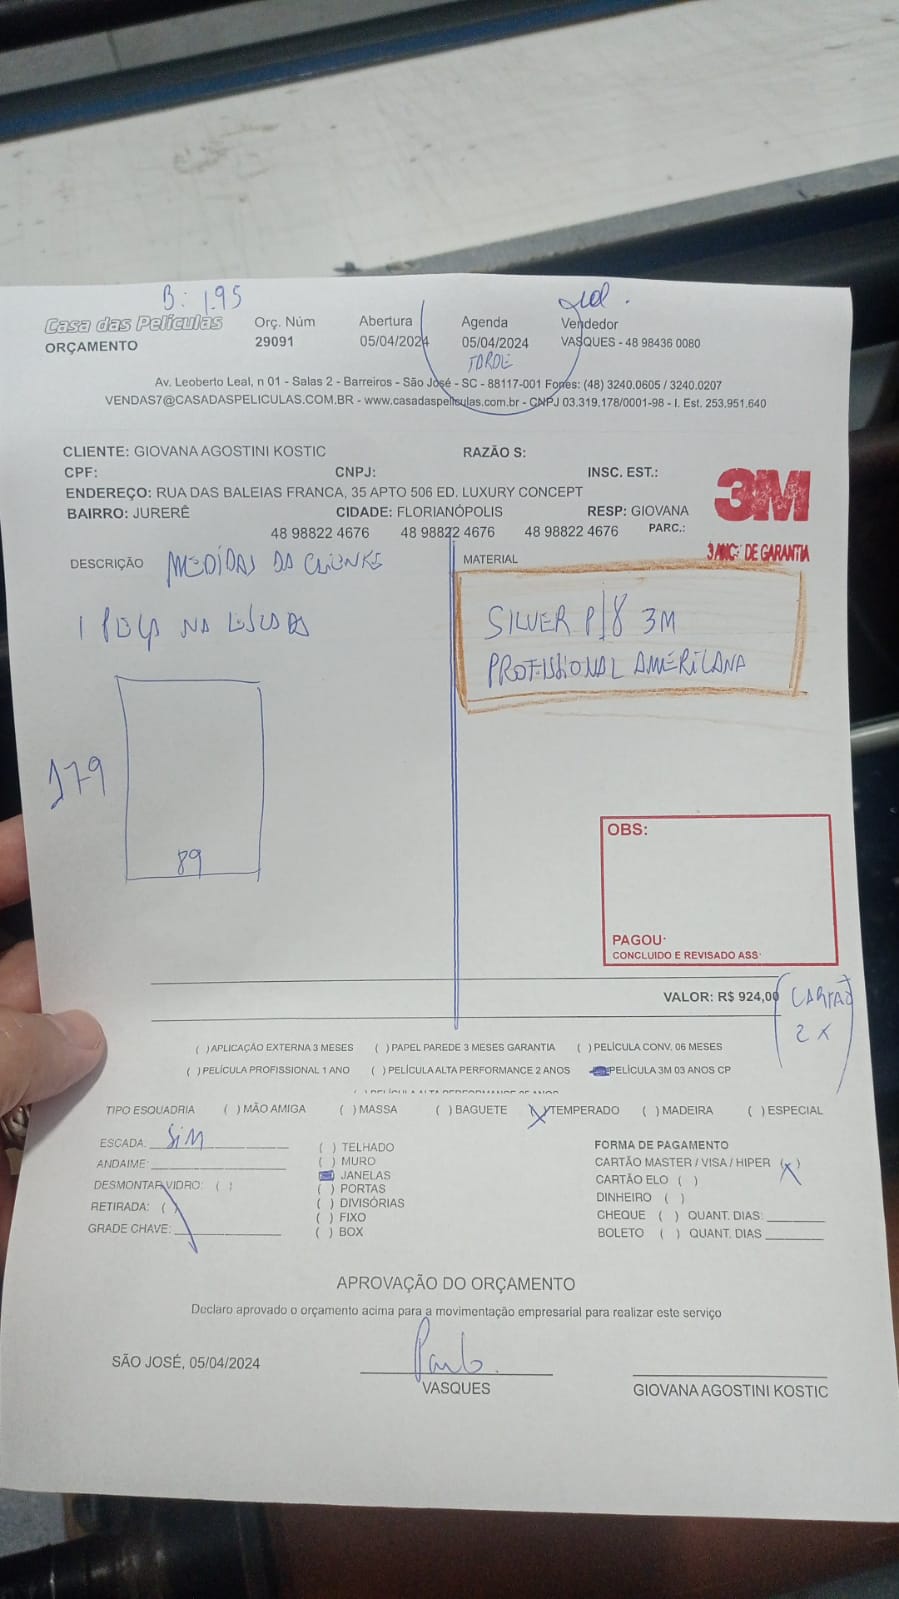 B: 1.95
Casa das Películas
ORÇAMENTO
Orç. Núm
29091
Abertura
05/04/2024
Agenda
05/04/2024
TARDE
Vendedor
VASQUES - 48 98436 0080
Av. Leoberto Leal, n 01 - Salas 2 - Barreiros - São José - SC - 88117-001 Fones: (48) 3240.0605 / 3240.0207
VENDAS7@CASADASPELICULAS.COM.BR - www.casadaspeliculas.com.br - CNPJ 03.319.178/0001-98 - I. Est. 253.951.640
CLIENTE: GIOVANA AGOSTINI KOSTIC RAZÃO S:
CPF: CNPJ: INSC. EST.:
ENDEREÇO: RUA DAS BALEIAS FRANCA, 35 APTO 506 ED. LUXURY CONCEPT
BAIRRO: JURERÊ CIDADE: FLORIANÓPOLIS RESP: GIOVANA
48 98822 4676 48 98822 4676 48 98822 4676 PARC.:
3M
3 ANOS DE GARANTIA
DESCRIÇÃO MEDIDAS DA CLIENTE
1 PEÇA NA ESCADA
179
89
MATERIAL
SILVER P/8 3M
PROFISSIONAL AMERICANA
OBS:
PAGOU:
CONCLUIDO E REVISADO ASS:
VALOR: R$ 924,00
CARTÃO
2 X
( )APLICAÇÃO EXTERNA 3 MESES ( )PAPEL PAREDE 3 MESES GARANTIA ( )PELÍCULA CONV. 06 MESES
( )PELÍCULA PROFISSIONAL 1 ANO ( )PELÍCULA ALTA PERFORMANCE 2 ANOS PELÍCULA 3M 03 ANOS CP
TIPO ESQUADRIA ( )MÃO AMIGA ( )MASSA ( )BAGUETE (X)TEMPERADO ( )MADEIRA ( )ESPECIAL
ESCADA: SIM
ANDAIME:
DESMONTAR VIDRO: ( )
RETIRADA: ( )
GRADE CHAVE:
( ) TELHADO
( ) MURO
JANELAS
( ) PORTAS
( ) DIVISÓRIAS
( ) FIXO
( ) BOX
FORMA DE PAGAMENTO
CARTÃO MASTER / VISA / HIPER (X)
CARTÃO ELO ( )
DINHEIRO ( )
CHEQUE ( ) QUANT. DIAS:
BOLETO ( ) QUANT. DIAS
APROVAÇÃO DO ORÇAMENTO
Declaro aprovado o orçamento acima para a movimentação empresarial para realizar este serviço
SÃO JOSÉ, 05/04/2024
Paulo
VASQUES
GIOVANA AGOSTINI KOSTIC